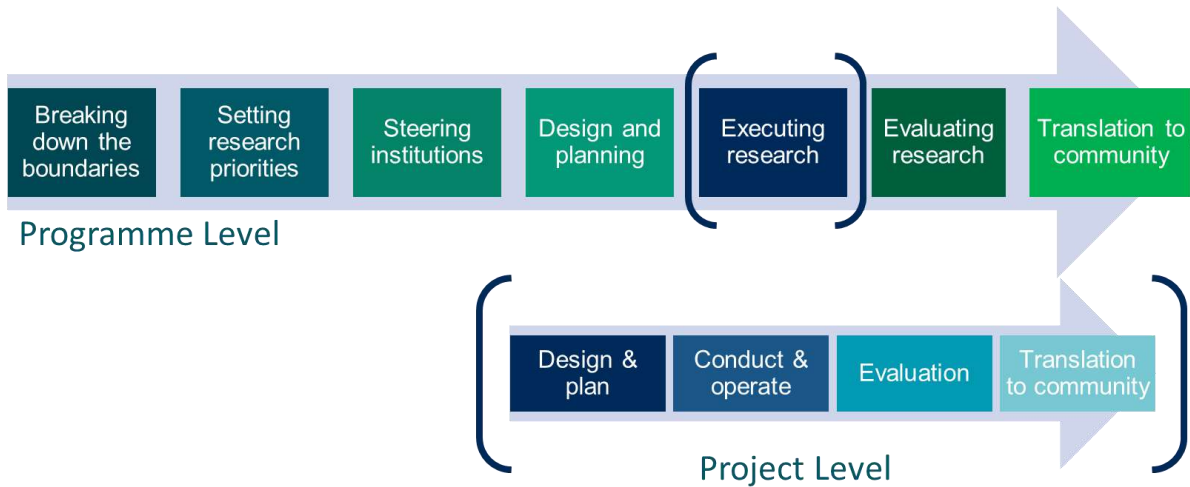 Breaking
down the
boundaries
Setting
research
priorities
Steering
institutions
Design and
planning
Executing
research
Evaluating
research
Translation to
community
Programme Level
Design &
plan
Conduct &
operate
Evaluation
Translation
to community
Project Level